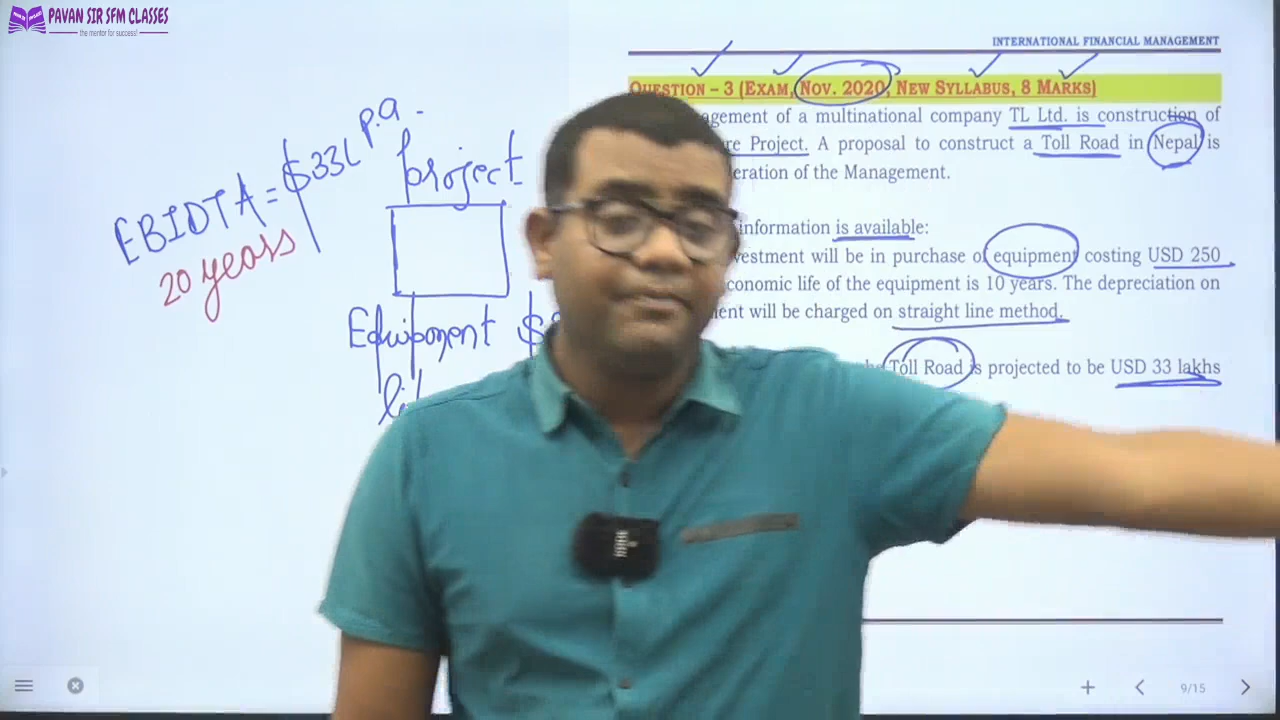 PAVAN SIR SFM CLASSES
the mentor for success!
INTERNATIONAL FINANCIAL MANAGEMENT
QUESTION – 3 (EXAM, NOV. 2020, NEW SYLLABUS, 8 MARKS)
agement of a multinational company TL Ltd. is construction of
re Project. A proposal to construct a Toll Road in Nepal is
eration of the Management.
information is available:
vestment will be in purchase of equipment costing USD 250
conomic life of the equipment is 10 years. The depreciation on
ent will be charged on straight line method.
Toll Road is projected to be USD 33 lakhs
EBIDTA = $33L p.a.
20 years
project
Equipment $
9/15